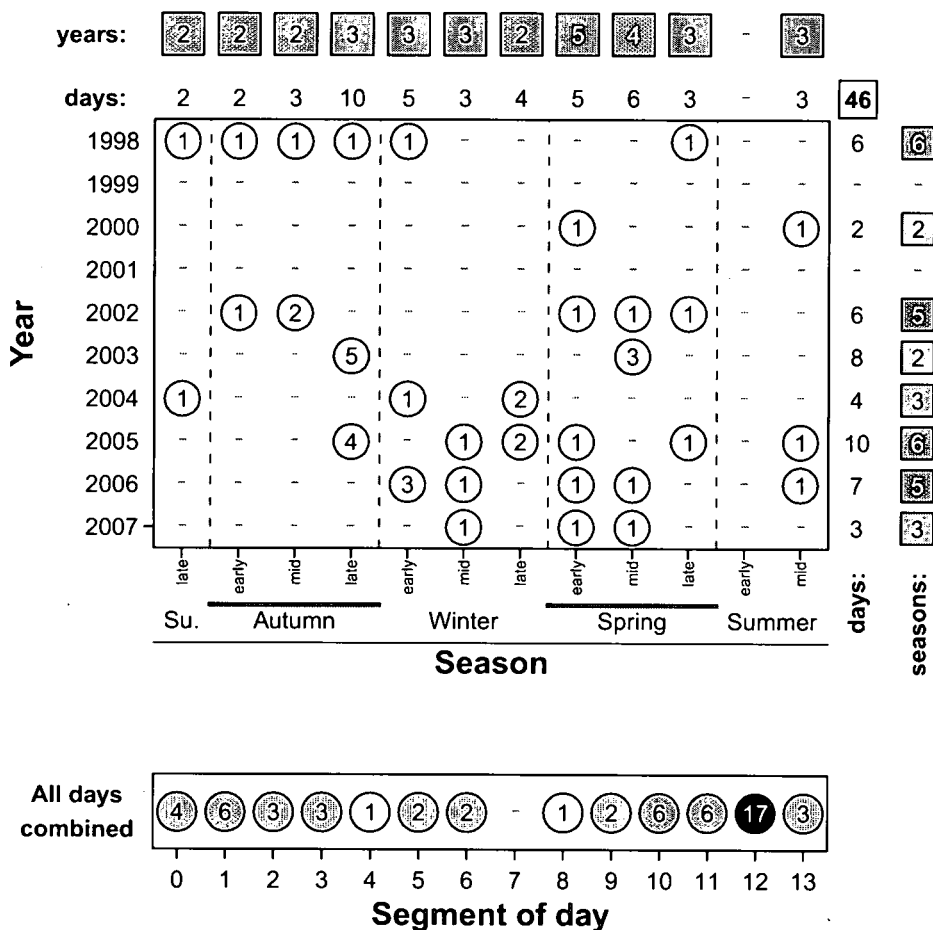 years: 2 2 2 3 3 3 2 5 4 3 - 3
days: 2 2 3 10 5 3 4 5 6 3 - 3 46
1998 1 1 1 1 1 - - - - 1 - - 6 6
1999 - - - - - - - - - - - - - -
2000 - - - - - - - 1 - - - 1 2 2
2001 - - - - - - - - - - - - - -
2002 - 1 2 - - - - 1 1 1 - - 6 5
2003 - - - 5 - - - - 3 - - - 8 2
2004 1 - - - 1 - 2 - - - - - 4 3
2005 - - - 4 - 1 2 1 - 1 - 1 10 6
2006 - - - - 3 1 - 1 1 - - 1 7 5
2007 - - - - - 1 - 1 1 - - - 3 3
Year
late early mid late early mid late early mid late early mid
Su. Autumn Winter Spring Summer
days:
seasons:
Season
All days
combined
4 6 3 3 1 2 2 - 1 2 6 6 17 3
0 1 2 3 4 5 6 7 8 9 10 11 12 13
Segment of day